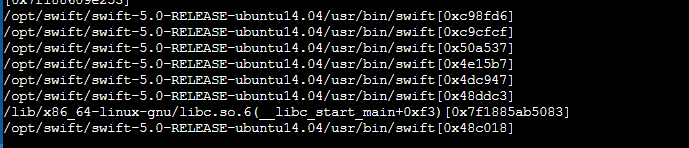 [0x7f188609e253]
/opt/swift/swift-5.0-RELEASE-ubuntu14.04/usr/bin/swift[0xc98fd6]
/opt/swift/swift-5.0-RELEASE-ubuntu14.04/usr/bin/swift[0xc9cfcf]
/opt/swift/swift-5.0-RELEASE-ubuntu14.04/usr/bin/swift[0x50a537]
/opt/swift/swift-5.0-RELEASE-ubuntu14.04/usr/bin/swift[0x4e15b7]
/opt/swift/swift-5.0-RELEASE-ubuntu14.04/usr/bin/swift[0x4dc947]
/opt/swift/swift-5.0-RELEASE-ubuntu14.04/usr/bin/swift[0x48ddc3]
/lib/x86_64-linux-gnu/libc.so.6(__libc_start_main+0xf3)[0x7f1885ab5083]
/opt/swift/swift-5.0-RELEASE-ubuntu14.04/usr/bin/swift[0x48c018]